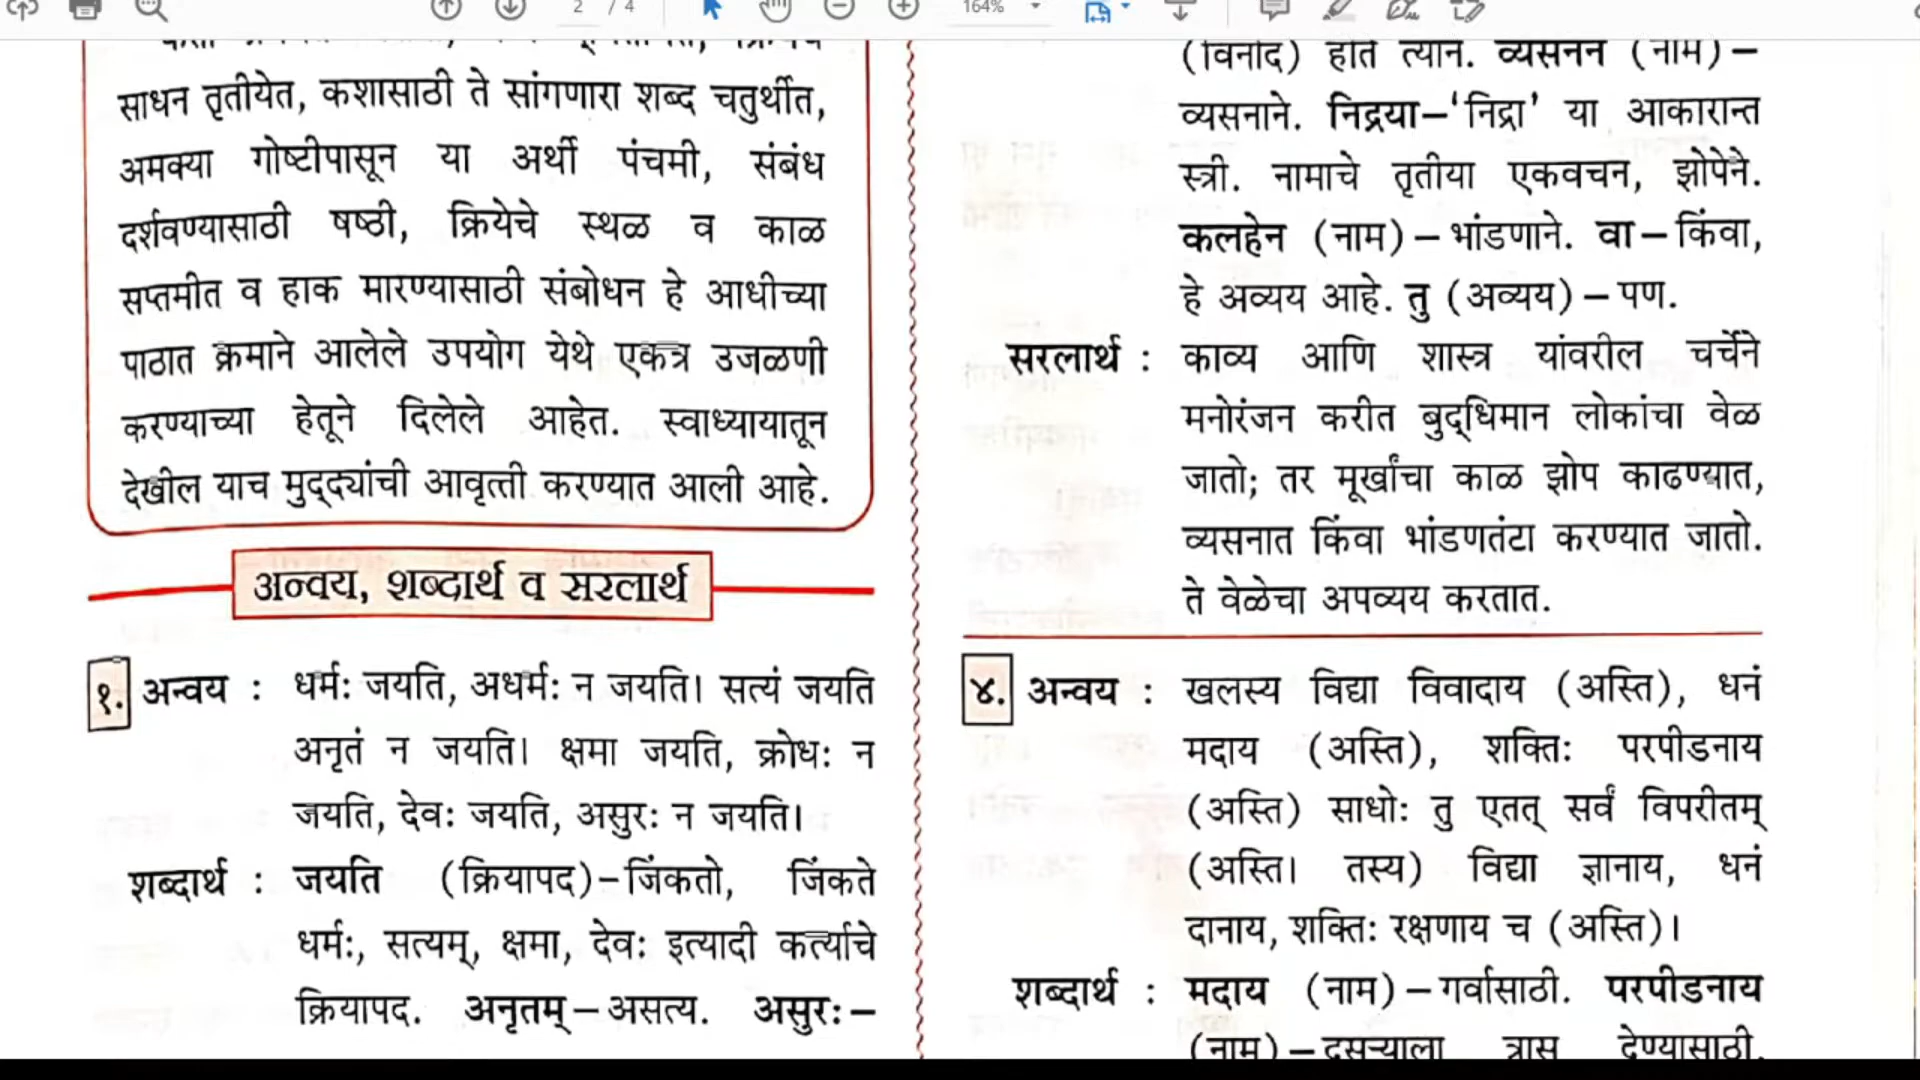 2 / 4
164%
साधन तृतीयेत, कशासाठी ते सांगणारा शब्द चतुर्थीत,
अमक्या गोष्टीपासून या अर्थी पंचमी, संबंध
दर्शवण्यासाठी षष्ठी, क्रियेचे स्थळ व काळ
सप्तमीत व हाक मारण्यासाठी संबोधन हे आधीच्या
पाठात क्रमाने आलेले उपयोग येथे एकत्र उजळणी
करण्याच्या हेतूने दिलेले आहेत. स्वाध्यायातून
देखील याच मुद्द्यांची आवृत्ती करण्यात आली आहे.
अन्वय, शब्दार्थ व सरलार्थ
१. अन्वय : धर्मः जयति, अधर्मः न जयति। सत्यं जयति
अनृतं न जयति। क्षमा जयति, क्रोधः न
जयति, देवः जयति, असुरः न जयति।
शब्दार्थ : जयति (क्रियापद)–जिंकतो, जिंकते
धर्मः, सत्यम्, क्षमा, देवः इत्यादी कर्त्याचे
क्रियापद. अनृतम्–असत्य. असुरः–
(विनोद) होते त्याने. व्यसनेन (नाम)–
व्यसनाने. निद्रया–‘निद्रा’ या आकारान्त
स्त्री. नामाचे तृतीया एकवचन, झोपेने.
कलहेन (नाम)–भांडणाने. वा–किंवा,
हे अव्यय आहे. तु (अव्यय)–पण.
सरलार्थ : काव्य आणि शास्त्र यांवरील चर्चेने
मनोरंजन करीत बुद्धिमान लोकांचा वेळ
जातो; तर मूर्खांचा काळ झोप काढण्यात,
व्यसनात किंवा भांडणतंटा करण्यात जातो.
ते वेळेचा अपव्यय करतात.
४. अन्वय : खलस्य विद्या विवादाय (अस्ति), धनं
मदाय (अस्ति), शक्तिः परपीडनाय
(अस्ति) साधोः तु एतत् सर्वं विपरीतम्
(अस्ति। तस्य) विद्या ज्ञानाय, धनं
दानाय, शक्तिः रक्षणाय च (अस्ति)।
शब्दार्थ : मदाय (नाम)–गर्वासाठी. परपीडनाय
(नाम)–दुसऱ्याला त्रास देण्यासाठी.